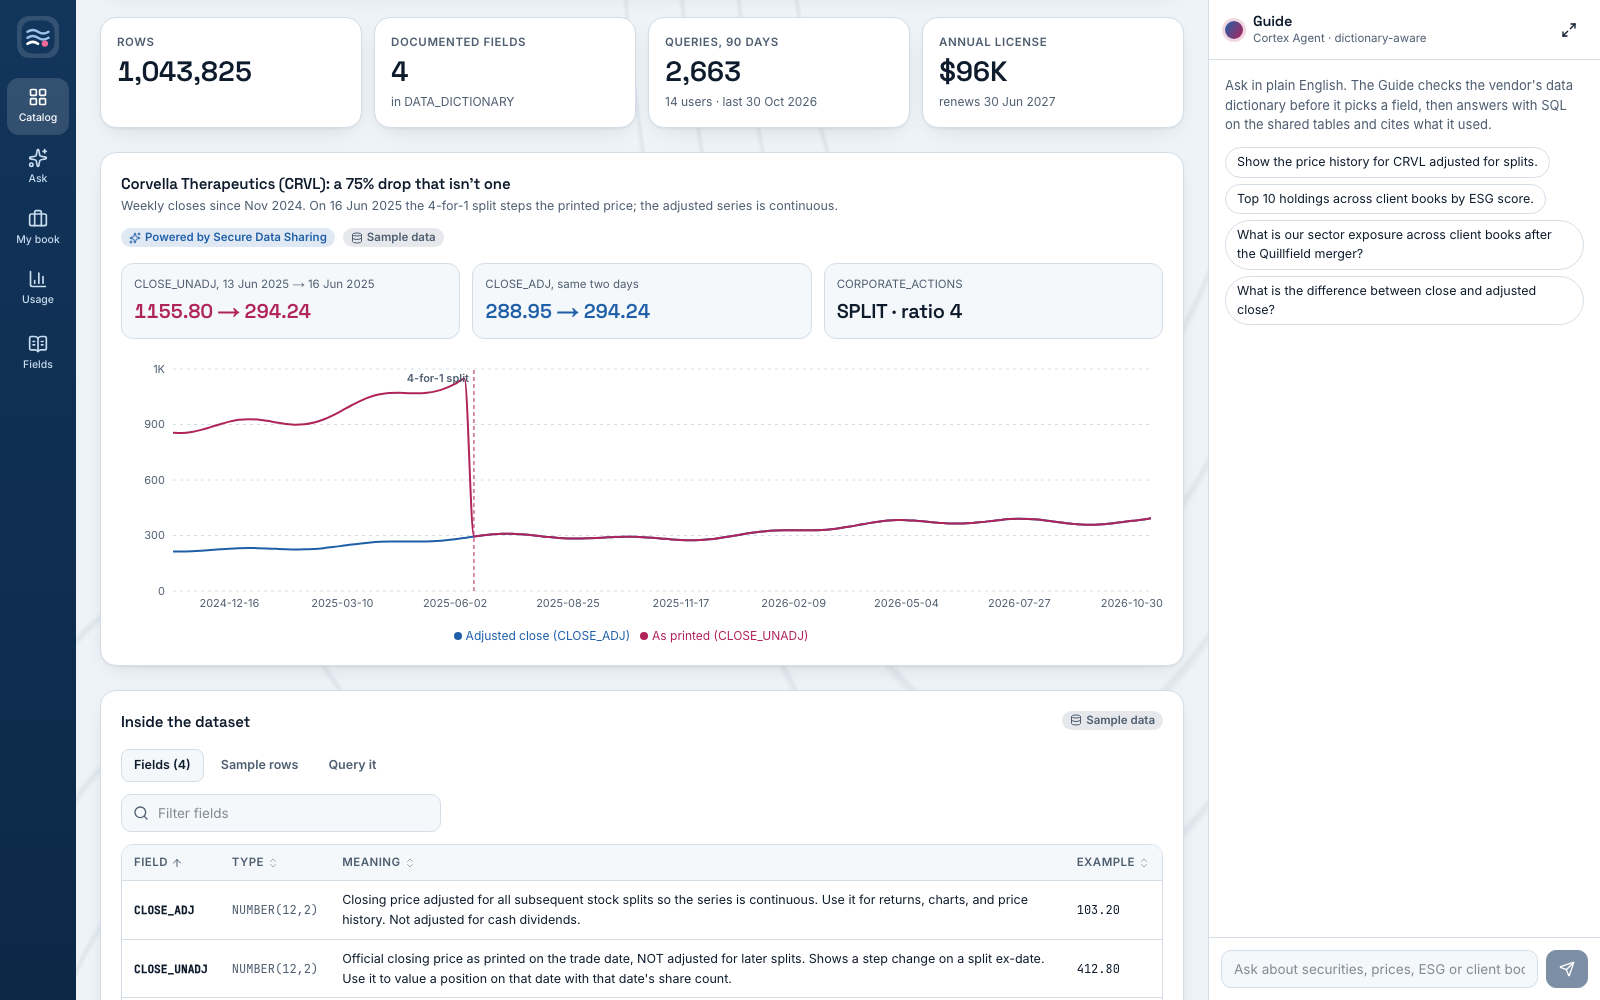 Catalog
Ask
My book
Usage
Fields
ROWS
1,043,825
DOCUMENTED FIELDS
4
in DATA_DICTIONARY
QUERIES, 90 DAYS
2,663
14 users · last 30 Oct 2026
ANNUAL LICENSE
$96K
renews 30 Jun 2027
Corvella Therapeutics (CRVL): a 75% drop that isn't one
Weekly closes since Nov 2024. On 16 Jun 2025 the 4-for-1 split steps the printed price; the adjusted series is continuous.
Powered by Secure Data Sharing
Sample data
CLOSE_UNADJ, 13 Jun 2025 → 16 Jun 2025
1155.80 → 294.24
CLOSE_ADJ, same two days
288.95 → 294.24
CORPORATE_ACTIONS
SPLIT · ratio 4
1K
900
600
300
0
4-for-1 split
2024-12-16
2025-03-10
2025-06-02
2025-08-25
2025-11-17
2026-02-09
2026-05-04
2026-07-27
2026-10-30
Adjusted close (CLOSE_ADJ)
As printed (CLOSE_UNADJ)
Inside the dataset
Sample data
Fields (4)
Sample rows
Query it
Filter fields
FIELD
TYPE
MEANING
EXAMPLE
CLOSE_ADJ
NUMBER(12,2)
Closing price adjusted for all subsequent stock splits so the series is continuous. Use it for returns, charts, and price
history. Not adjusted for cash dividends.
103.20
CLOSE_UNADJ
NUMBER(12,2)
Official closing price as printed on the trade date, NOT adjusted for later splits. Shows a step change on a split ex-date.
Use it to value a position on that date with that date's share count.
412.80
Guide
Cortex Agent · dictionary-aware
Ask in plain English. The Guide checks the vendor's data
dictionary before it picks a field, then answers with SQL
on the shared tables and cites what it used.
Show the price history for CRVL adjusted for splits.
Top 10 holdings across client books by ESG score.
What is our sector exposure across client books after
the Quillfield merger?
What is the difference between close and adjusted
close?
Ask about securities, prices, ESG or client boo